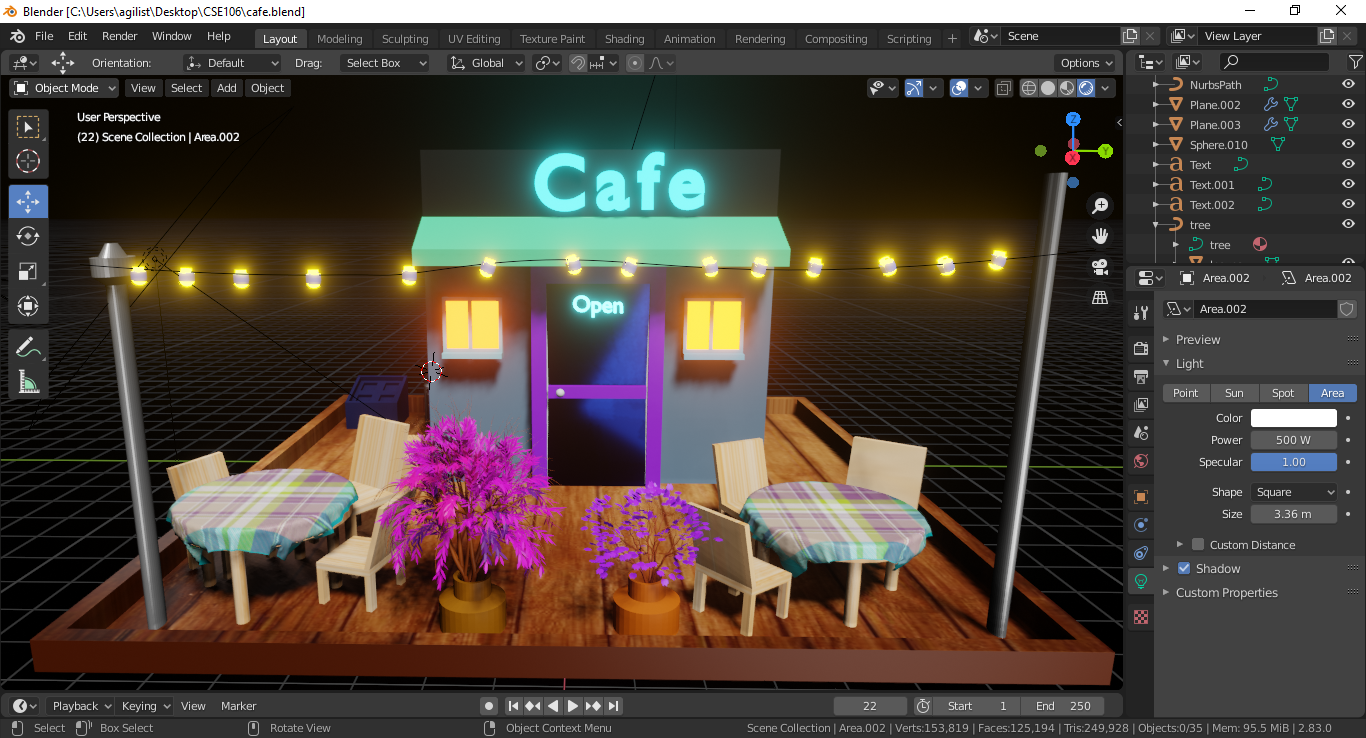 Blender [C:\Users\agilist\Desktop\CSE106\cafe.blend]
File Edit Render Window Help Layout Modeling Sculpting UV Editing Texture Paint Shading Animation Rendering Compositing Scripting + Scene View Layer
Orientation: Default Drag: Select Box Global Options
Object Mode View Select Add Object
User Perspective
(22) Scene Collection | Area.002
Z
Y
X
Cafe
Open
NurbsPath
Plane.002
Plane.003
Sphere.010
Text
Text.001
Text.002
tree
tree
Area.002 Area.002
Area.002
Preview
Light
Point Sun Spot Area
Color
Power 500 W
Specular 1.00
Shape Square
Size 3.36 m
Custom Distance
Shadow
Custom Properties
Playback Keying View Marker 22 Start 1 End 250
Select Box Select Rotate View Object Context Menu Scene Collection | Area.002 | Verts:153,819 | Faces:125,194 | Tris:249,928 | Objects:0/35 | Mem: 95.5 MiB | 2.83.0